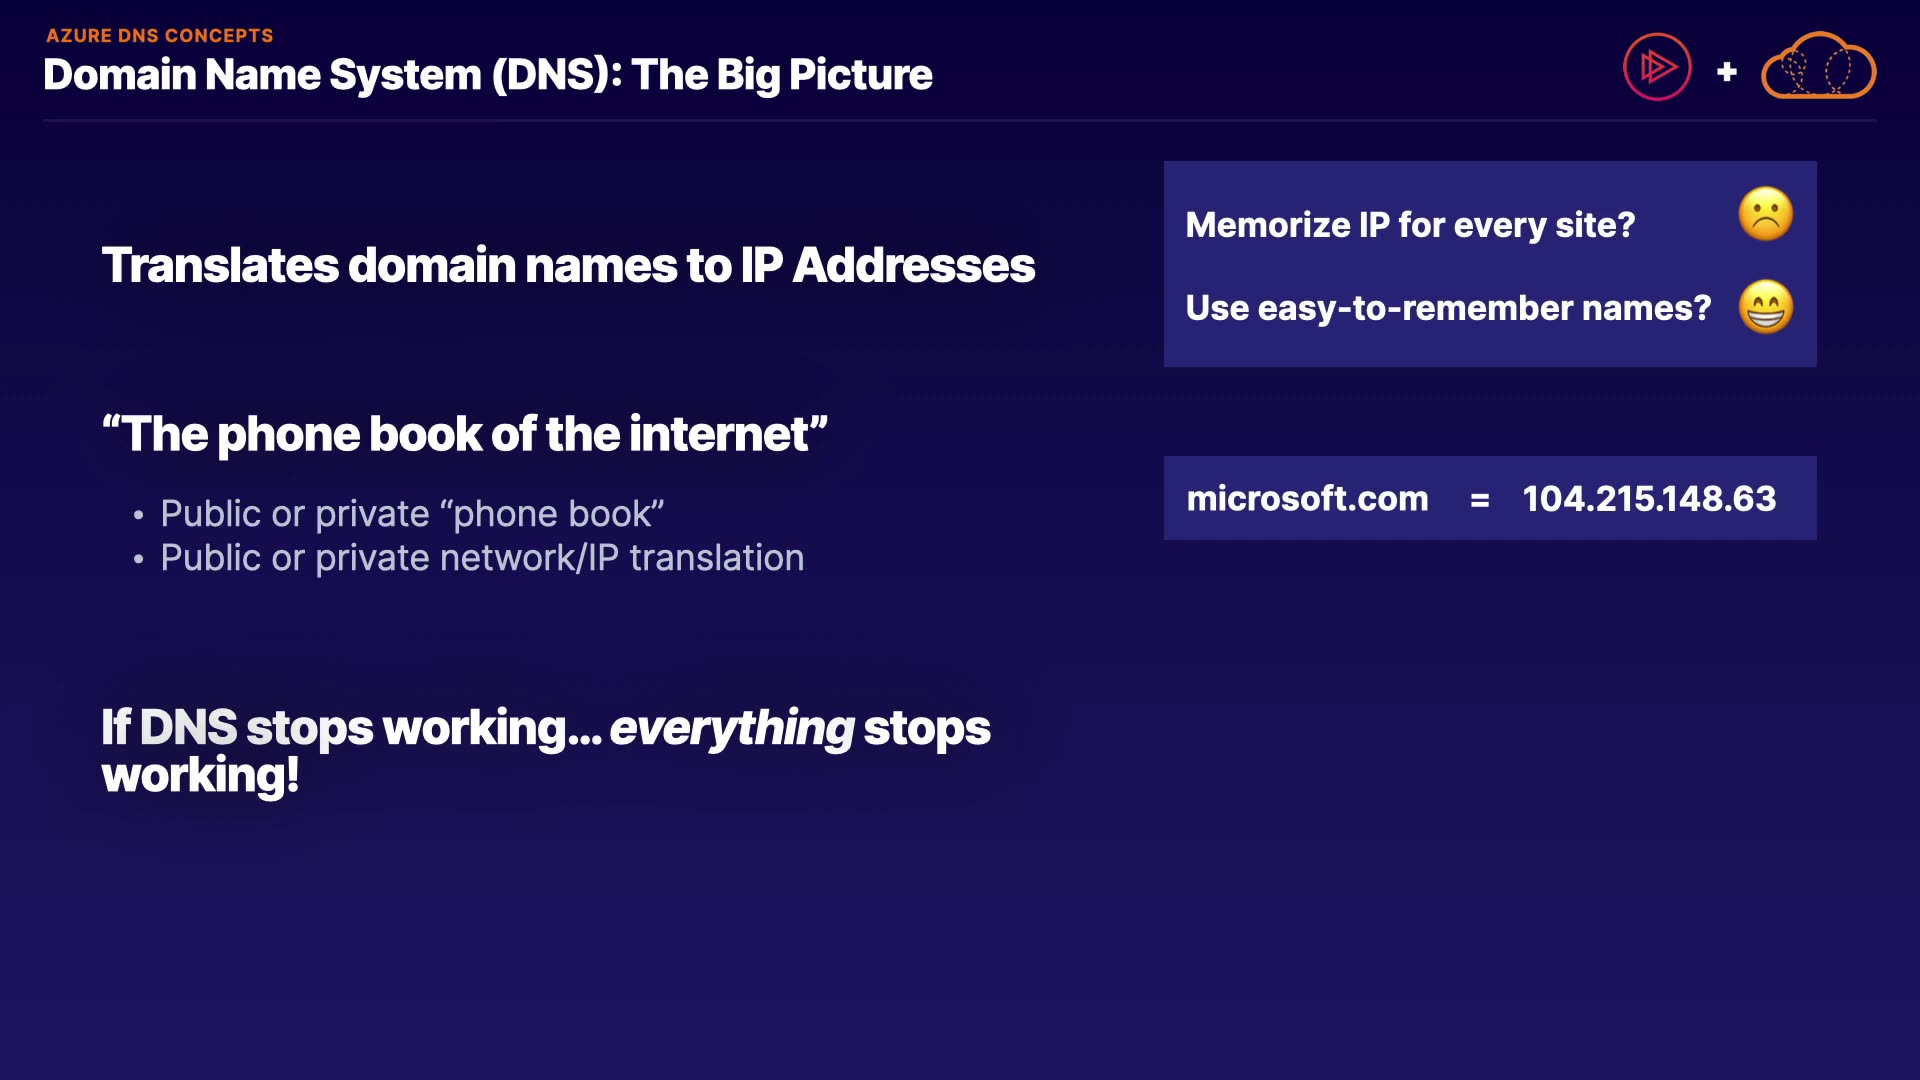 AZURE DNS CONCEPTS
Domain Name System (DNS): The Big Picture
+
Translates domain names to IP Addresses
Memorize IP for every site? ☹️
Use easy-to-remember names? 😁
“The phone book of the internet”
• Public or private “phone book”
• Public or private network/IP translation
microsoft.com = 104.215.148.63
If DNS stops working... everything stops
working!